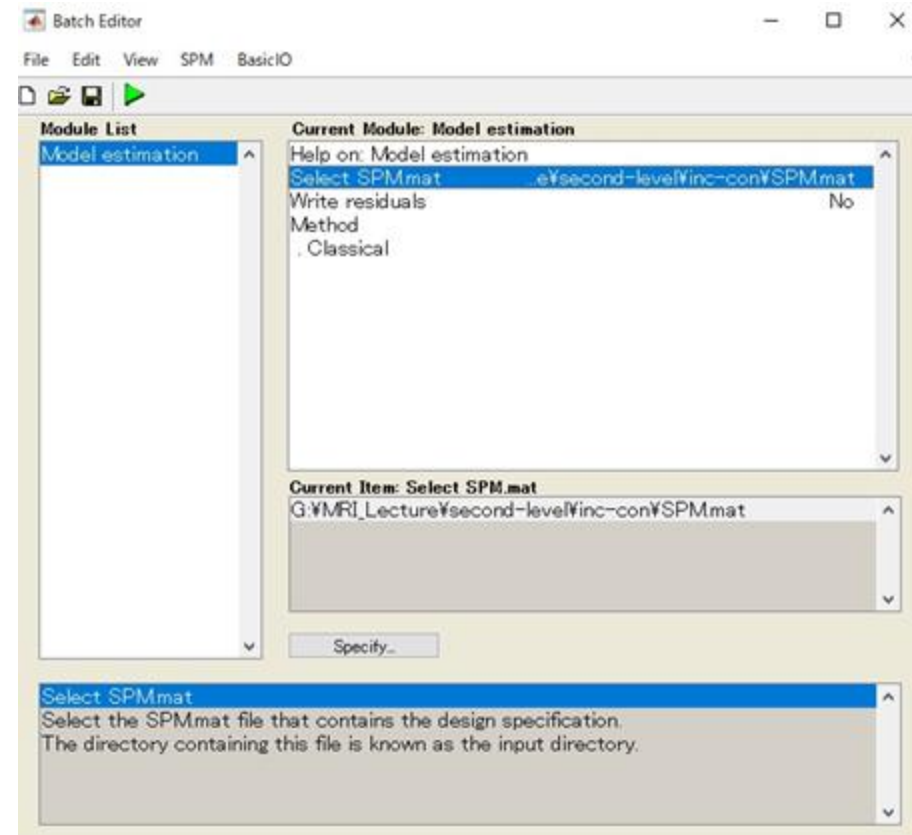 Batch Editor
File Edit View SPM BasicIO
Module List
Model estimation
Current Module: Model estimation
Help on: Model estimation
Select SPM.mat ...e¥second-level¥inc-con¥SPM.mat
Write residuals No
Method
. Classical
Current Item: Select SPM.mat
G:¥MRI_Lecture¥second-level¥inc-con¥SPM.mat
Specify...
Select SPM.mat
Select the SPM.mat file that contains the design specification.
The directory containing this file is known as the input directory.